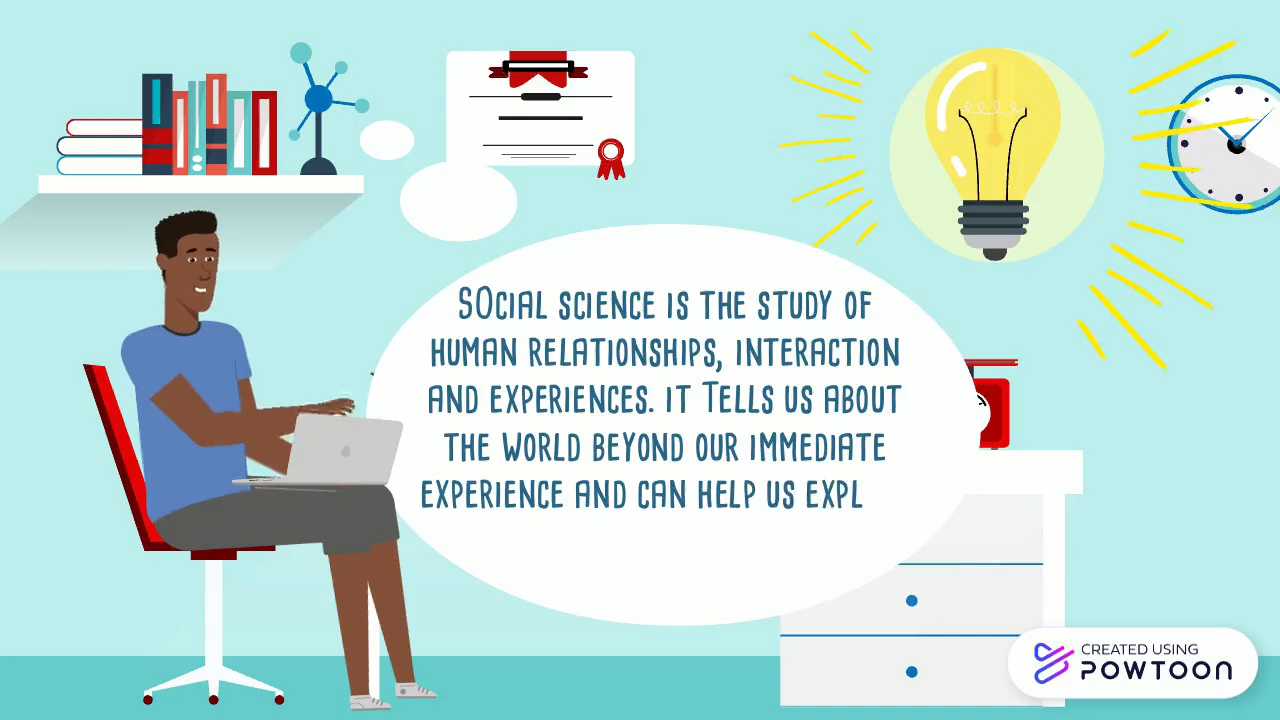 SOCIAL SCIENCE IS THE STUDY OF
HUMAN RELATIONSHIPS, INTERACTION
AND EXPERIENCES. IT TELLS US ABOUT
THE WORLD BEYOND OUR IMMEDIATE
EXPERIENCE AND CAN HELP US EXPL
CREATED USING
POWTOON